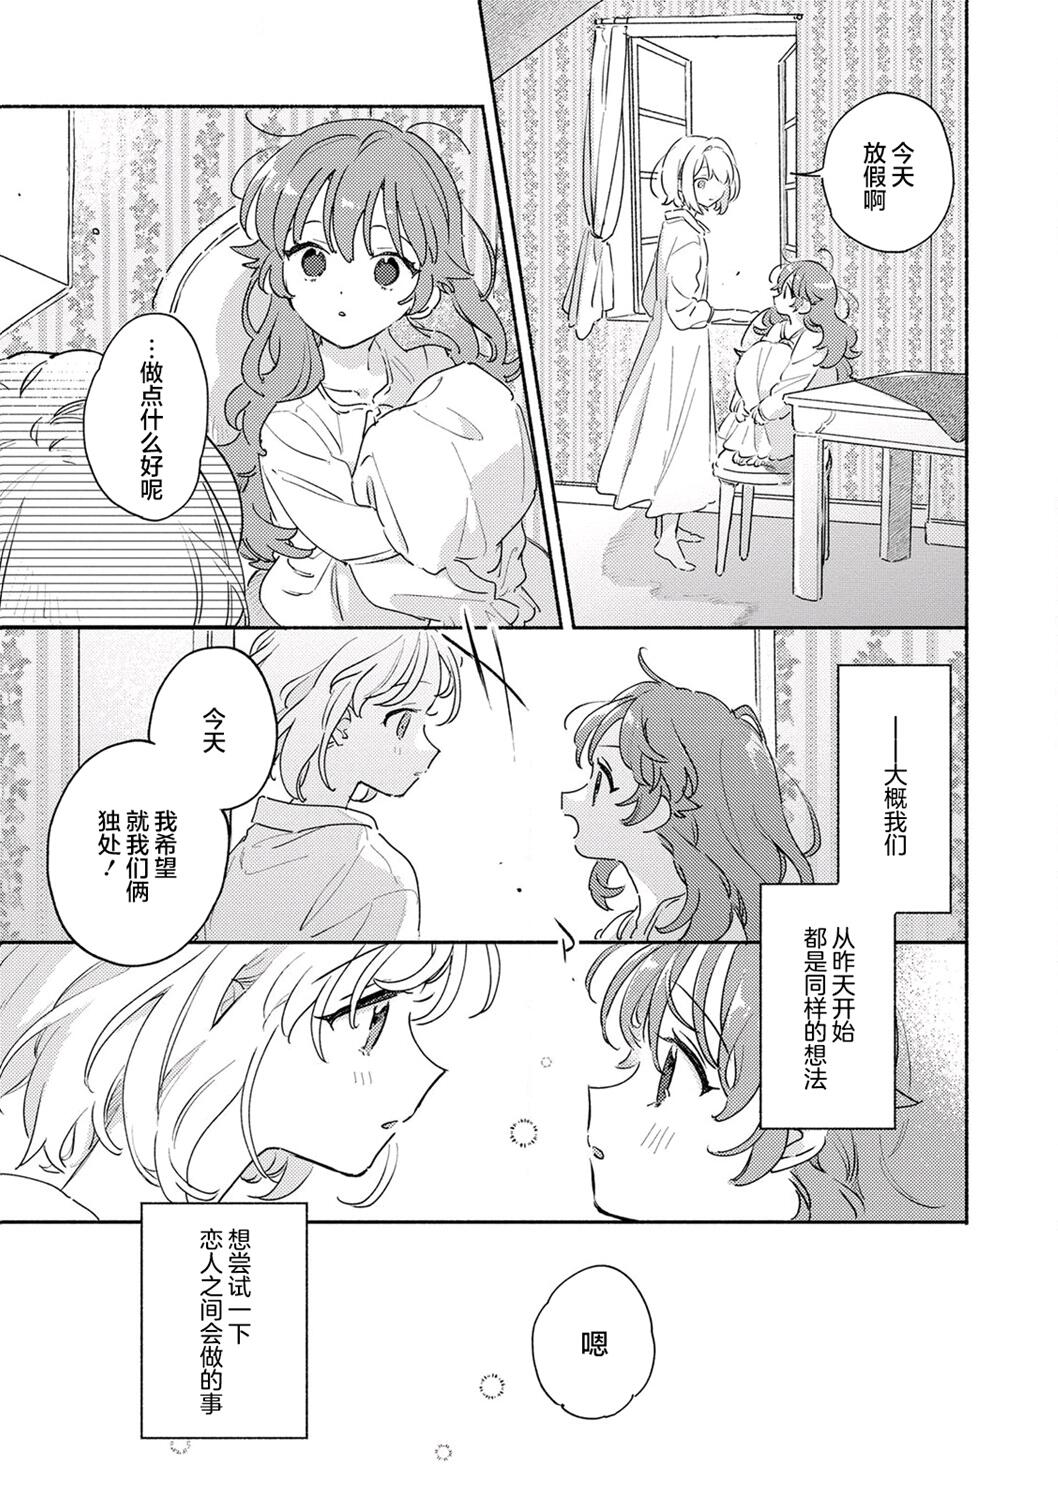 今天
放假啊
…做点什么好呢
——大概我们
从昨天开始
都是同样的想法
今天
我希望
就我们俩
独处！
嗯
想尝试一下
恋人之间会做的事